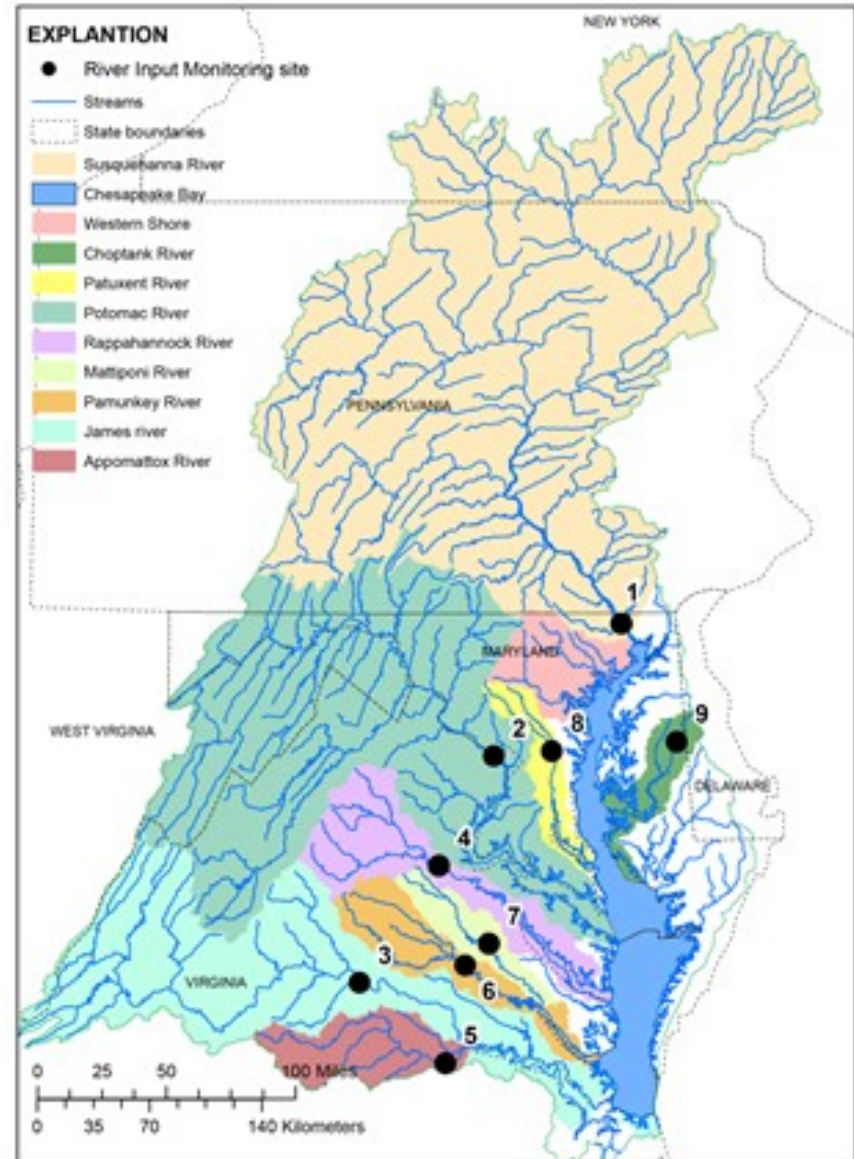 NEW YORK
EXPLANTION
River Input Monitoring site
Streams
State boundaries
Susquehanna River
Chesapeake Bay
Western Shore
Choptank River
Patuxent River
Potomac River
Rappahannock River
Mattiponi River
Pamunkey River
James river
Appomattox River
PENNSYLVANIA
1
MARYLAND
WEST VIRGINIA
2
8
9
DELAWARE
4
7
3
VIRGINIA
6
5
0 25 50 100 Miles
0 35 70 140 Kilometers